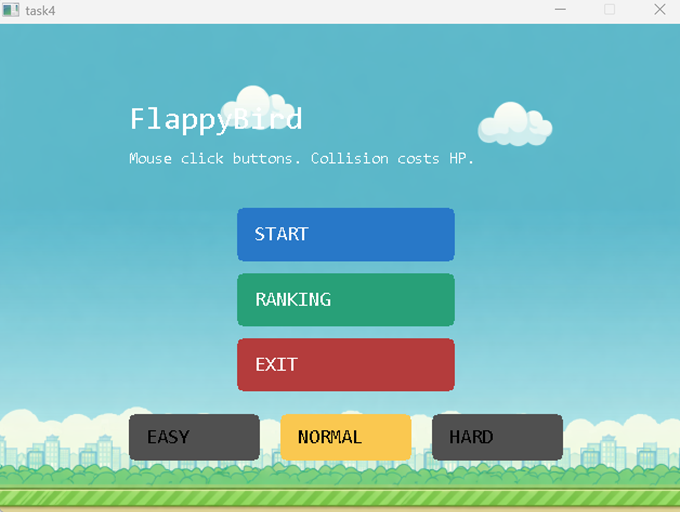 task4
FlappyBird
Mouse click buttons. Collision costs HP.
START
RANKING
EXIT
EASY NORMAL HARD